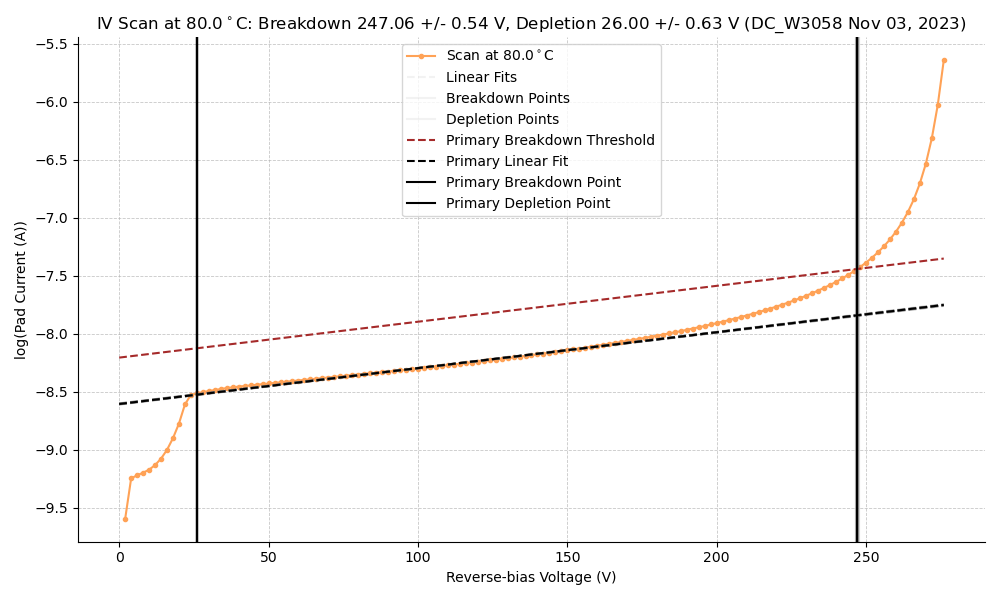 IV Scan at 80.0°C: Breakdown 247.06 +/- 0.54 V, Depletion 26.00 +/- 0.63 V (DC_W3058 Nov 03, 2023)
Scan at 80.0°C
Linear Fits
Breakdown Points
Depletion Points
Primary Breakdown Threshold
Primary Linear Fit
Primary Breakdown Point
Primary Depletion Point
log(Pad Current (A))
−5.5
−6.0
−6.5
−7.0
−7.5
−8.0
−8.5
−9.0
−9.5
0
50
100
150
200
250
Reverse-bias Voltage (V)